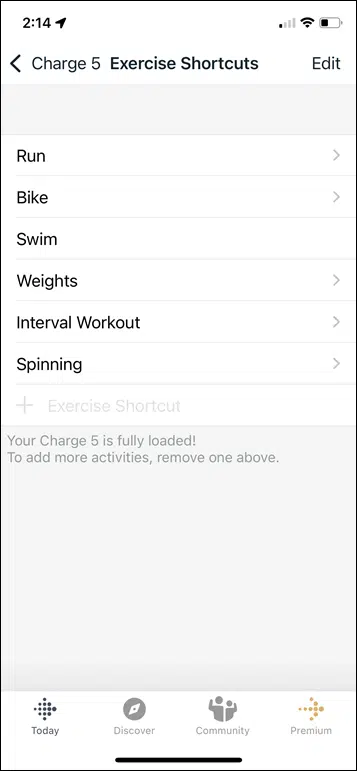 2:14
Charge 5 Exercise Shortcuts Edit
Run
Bike
Swim
Weights
Interval Workout
Spinning
+ Exercise Shortcut
Your Charge 5 is fully loaded!
To add more activities, remove one above.
Today Discover Community Premium